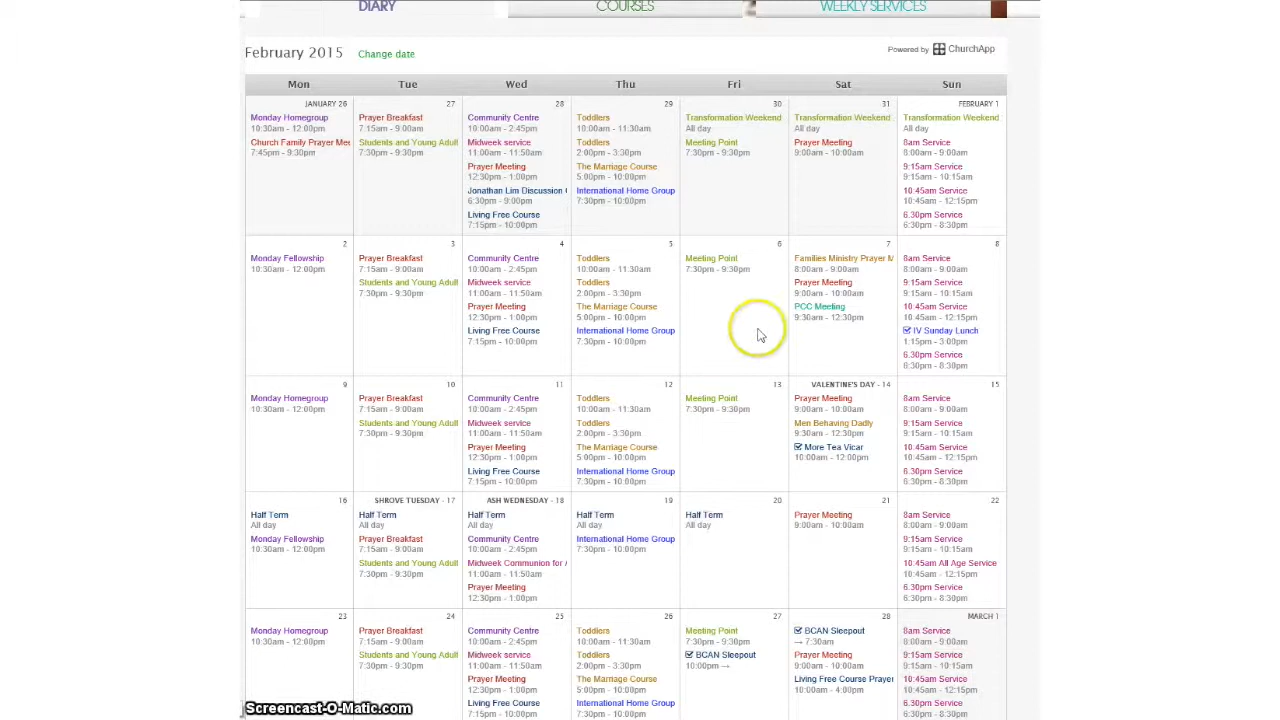 DIARY COURSES WEEKLY SERVICES
February 2015 Change date Powered by ChurchApp
Mon Tue Wed Thu Fri Sat Sun
JANUARY 26
Monday Homegroup
10:30am - 12:00pm
Church Family Prayer Mee
7:45pm - 9:30pm
27
Prayer Breakfast
7:15am - 9:00am
Students and Young Adult
7:30pm - 9:30pm
28
Community Centre
10:00am - 2:45pm
Midweek service
11:00am - 11:50am
Prayer Meeting
12:30pm - 1:00pm
Jonathan Lim Discussion
6:30pm - 9:00pm
Living Free Course
7:15pm - 10:00pm
29
Toddlers
10:00am - 11:30am
Toddlers
2:00pm - 3:30pm
The Marriage Course
5:00pm - 10:00pm
International Home Group
7:30pm - 10:00pm
30
Transformation Weekend
All day
Meeting Point
7:30pm - 9:30pm
31
Transformation Weekend
All day
Prayer Meeting
9:00am - 10:00am
FEBRUARY 1
Transformation Weekend
All day
8am Service
8:00am - 9:00am
9:15am Service
9:15am - 10:15am
10:45am Service
10:45am - 12:15pm
6.30pm Service
6:30pm - 8:30pm
2
Monday Fellowship
10:30am - 12:00pm
3
Prayer Breakfast
7:15am - 9:00am
Students and Young Adult
7:30pm - 9:30pm
4
Community Centre
10:00am - 2:45pm
Midweek service
11:00am - 11:50am
Prayer Meeting
12:30pm - 1:00pm
Living Free Course
7:15pm - 10:00pm
5
Toddlers
10:00am - 11:30am
Toddlers
2:00pm - 3:30pm
The Marriage Course
5:00pm - 10:00pm
International Home Group
7:30pm - 10:00pm
6
Meeting Point
7:30pm - 9:30pm
7
Families Ministry Prayer M
8:00am - 9:00am
Prayer Meeting
9:00am - 10:00am
PCC Meeting
9:30am - 12:30pm
8
8am Service
8:00am - 9:00am
9:15am Service
9:15am - 10:15am
10:45am Service
10:45am - 12:15pm
IV Sunday Lunch
1:15pm - 3:00pm
6.30pm Service
6:30pm - 8:30pm
9
Monday Homegroup
10:30am - 12:00pm
10
Prayer Breakfast
7:15am - 9:00am
Students and Young Adult
7:30pm - 9:30pm
11
Community Centre
10:00am - 2:45pm
Midweek service
11:00am - 11:50am
Prayer Meeting
12:30pm - 1:00pm
Living Free Course
7:15pm - 10:00pm
12
Toddlers
10:00am - 11:30am
Toddlers
2:00pm - 3:30pm
The Marriage Course
5:00pm - 10:00pm
International Home Group
7:30pm - 10:00pm
13
Meeting Point
7:30pm - 9:30pm
VALENTINE'S DAY - 14
Prayer Meeting
9:00am - 10:00am
Men Behaving Dadly
9:30am - 12:30pm
More Tea Vicar
10:00am - 12:00pm
15
8am Service
8:00am - 9:00am
9:15am Service
9:15am - 10:15am
10:45am Service
10:45am - 12:15pm
6.30pm Service
6:30pm - 8:30pm
16
Half Term
All day
Monday Fellowship
10:30am - 12:00pm
SHROVE TUESDAY - 17
Half Term
All day
Prayer Breakfast
7:15am - 9:00am
Students and Young Adult
7:30pm - 9:30pm
ASH WEDNESDAY - 18
Half Term
All day
Community Centre
10:00am - 2:45pm
Midweek Communion for A
11:00am - 11:50am
Prayer Meeting
12:30pm - 1:00pm
19
Half Term
All day
International Home Group
7:30pm - 10:00pm
20
Half Term
All day
21
Prayer Meeting
9:00am - 10:00am
22
8am Service
8:00am - 9:00am
9:15am Service
9:15am - 10:15am
10:45am All Age Service
10:45am - 12:15pm
6.30pm Service
6:30pm - 8:30pm
23
Monday Homegroup
10:30am - 12:00pm
24
Prayer Breakfast
7:15am - 9:00am
Students and Young Adult
7:30pm - 9:30pm
25
Community Centre
10:00am - 2:45pm
Midweek service
11:00am - 11:50am
Prayer Meeting
12:30pm - 1:00pm
Living Free Course
7:15pm - 10:00pm
26
Toddlers
10:00am - 11:30am
Toddlers
2:00pm - 3:30pm
The Marriage Course
5:00pm - 10:00pm
International Home Group
7:30pm - 10:00pm
27
Meeting Point
7:30pm - 9:30pm
BCAN Sleepout
10:00pm →
28
BCAN Sleepout
→ 7:30am
Prayer Meeting
9:00am - 10:00am
Living Free Course Prayer
10:00am - 4:00pm
MARCH 1
8am Service
8:00am - 9:00am
9:15am Service
9:15am - 10:15am
10:45am Service
10:45am - 12:15pm
6.30pm Service
Screencast-O-Matic.com